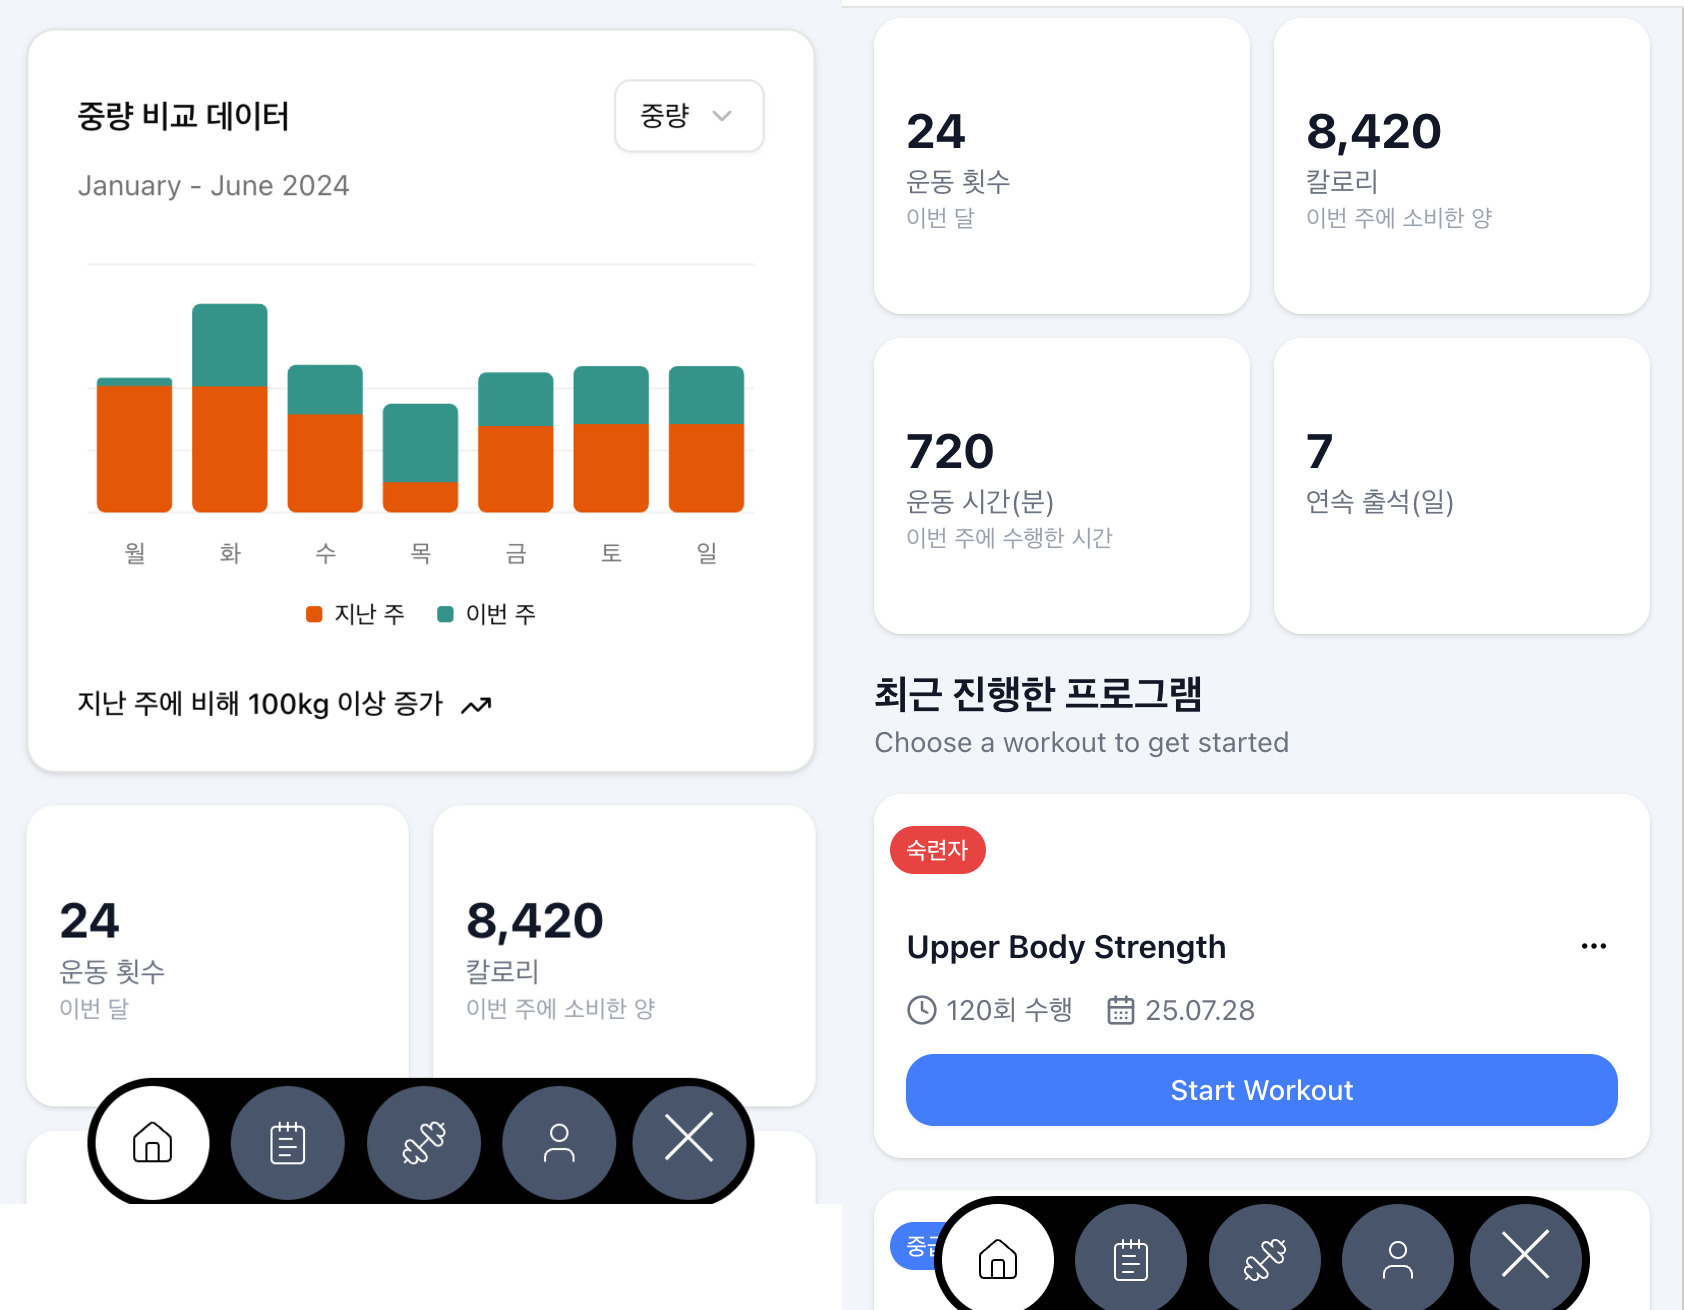 중량 비교 데이터
중량
January - June 2024
월 화 수 목 금 토 일
지난 주 이번 주
지난 주에 비해 100kg 이상 증가
24
운동 횟수
이번 달
8,420
칼로리
이번 주에 소비한 양
24
운동 횟수
이번 달
8,420
칼로리
이번 주에 소비한 양
720
운동 시간(분)
이번 주에 수행한 시간
7
연속 출석(일)
최근 진행한 프로그램
Choose a workout to get started
숙련자
Upper Body Strength
120회 수행 25.07.28
Start Workout